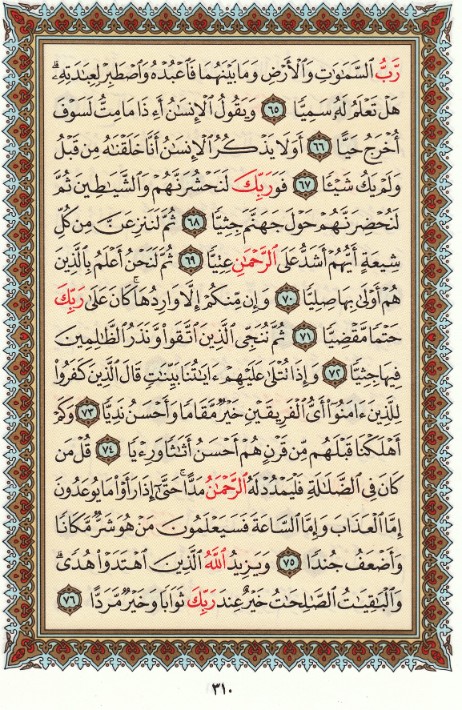 رَّبُّ السَّمَٰوَٰتِ وَالْأَرْضِ وَمَا بَيْنَهُمَا فَاعْبُدْهُ وَاصْطَبِرْ لِعِبَٰدَتِهِۦۚ
هَلْ تَعْلَمُ لَهُۥ سَمِيًّا ٦٥ وَيَقُولُ الْإِنسَٰنُ أَءِذَا مَا مِتُّ لَسَوْفَ
أُخْرَجُ حَيًّا ٦٦ أَوَلَا يَذْكُرُ الْإِنسَٰنُ أَنَّا خَلَقْنَٰهُ مِن قَبْلُ
وَلَمْ يَكُ شَيْـًٔا ٦٧ فَوَرَبِّكَ لَنَحْشُرَنَّهُمْ وَالشَّيَٰطِينَ ثُمَّ
لَنُحْضِرَنَّهُمْ حَوْلَ جَهَنَّمَ جِثِيًّا ٦٨ ثُمَّ لَنَنزِعَنَّ مِن كُلِّ
شِيعَةٍ أَيُّهُمْ أَشَدُّ عَلَى الرَّحْمَٰنِ عِتِيًّا ٦٩ ثُمَّ لَنَحْنُ أَعْلَمُ بِالَّذِينَ
هُمْ أَوْلَىٰ بِهَا صِلِيًّا ٧٠ وَإِن مِّنكُمْ إِلَّا وَارِدُهَاۚ كَانَ عَلَىٰ رَبِّكَ
حَتْمًا مَّقْضِيًّا ٧١ ثُمَّ نُنَجِّي الَّذِينَ اتَّقَوا وَّنَذَرُ الظَّٰلِمِينَ
فِيهَا جِثِيًّا ٧٢ وَإِذَا تُتْلَىٰ عَلَيْهِمْ ءَايَٰتُنَا بَيِّنَٰتٍ قَالَ الَّذِينَ كَفَرُوا
لِلَّذِينَ ءَامَنُوا أَيُّ الْفَرِيقَيْنِ خَيْرٌ مَّقَامًا وَأَحْسَنُ نَدِيًّا ٧٣ وَكَمْ
أَهْلَكْنَا قَبْلَهُم مِّن قَرْنٍ هُمْ أَحْسَنُ أَثَٰثًا وَرِءْيًا ٧٤ قُلْ مَن
كَانَ فِي الضَّلَٰلَةِ فَلْيَمْدُدْ لَهُ الرَّحْمَٰنُ مَدًّاۚ حَتَّىٰٓ إِذَا رَأَوْا مَا يُوعَدُونَ
إِمَّا الْعَذَابَ وَإِمَّا السَّاعَةَ فَسَيَعْلَمُونَ مَنْ هُوَ شَرٌّ مَّكَانًا
وَأَضْعَفُ جُندًا ٧٥ وَيَزِيدُ اللَّهُ الَّذِينَ اهْتَدَوْا هُدًىۗ
وَالْبَٰقِيَٰتُ الصَّٰلِحَٰتُ خَيْرٌ عِندَ رَبِّكَ ثَوَابًا وَخَيْرٌ مَّرَدًّا ٧٦
٣١٠